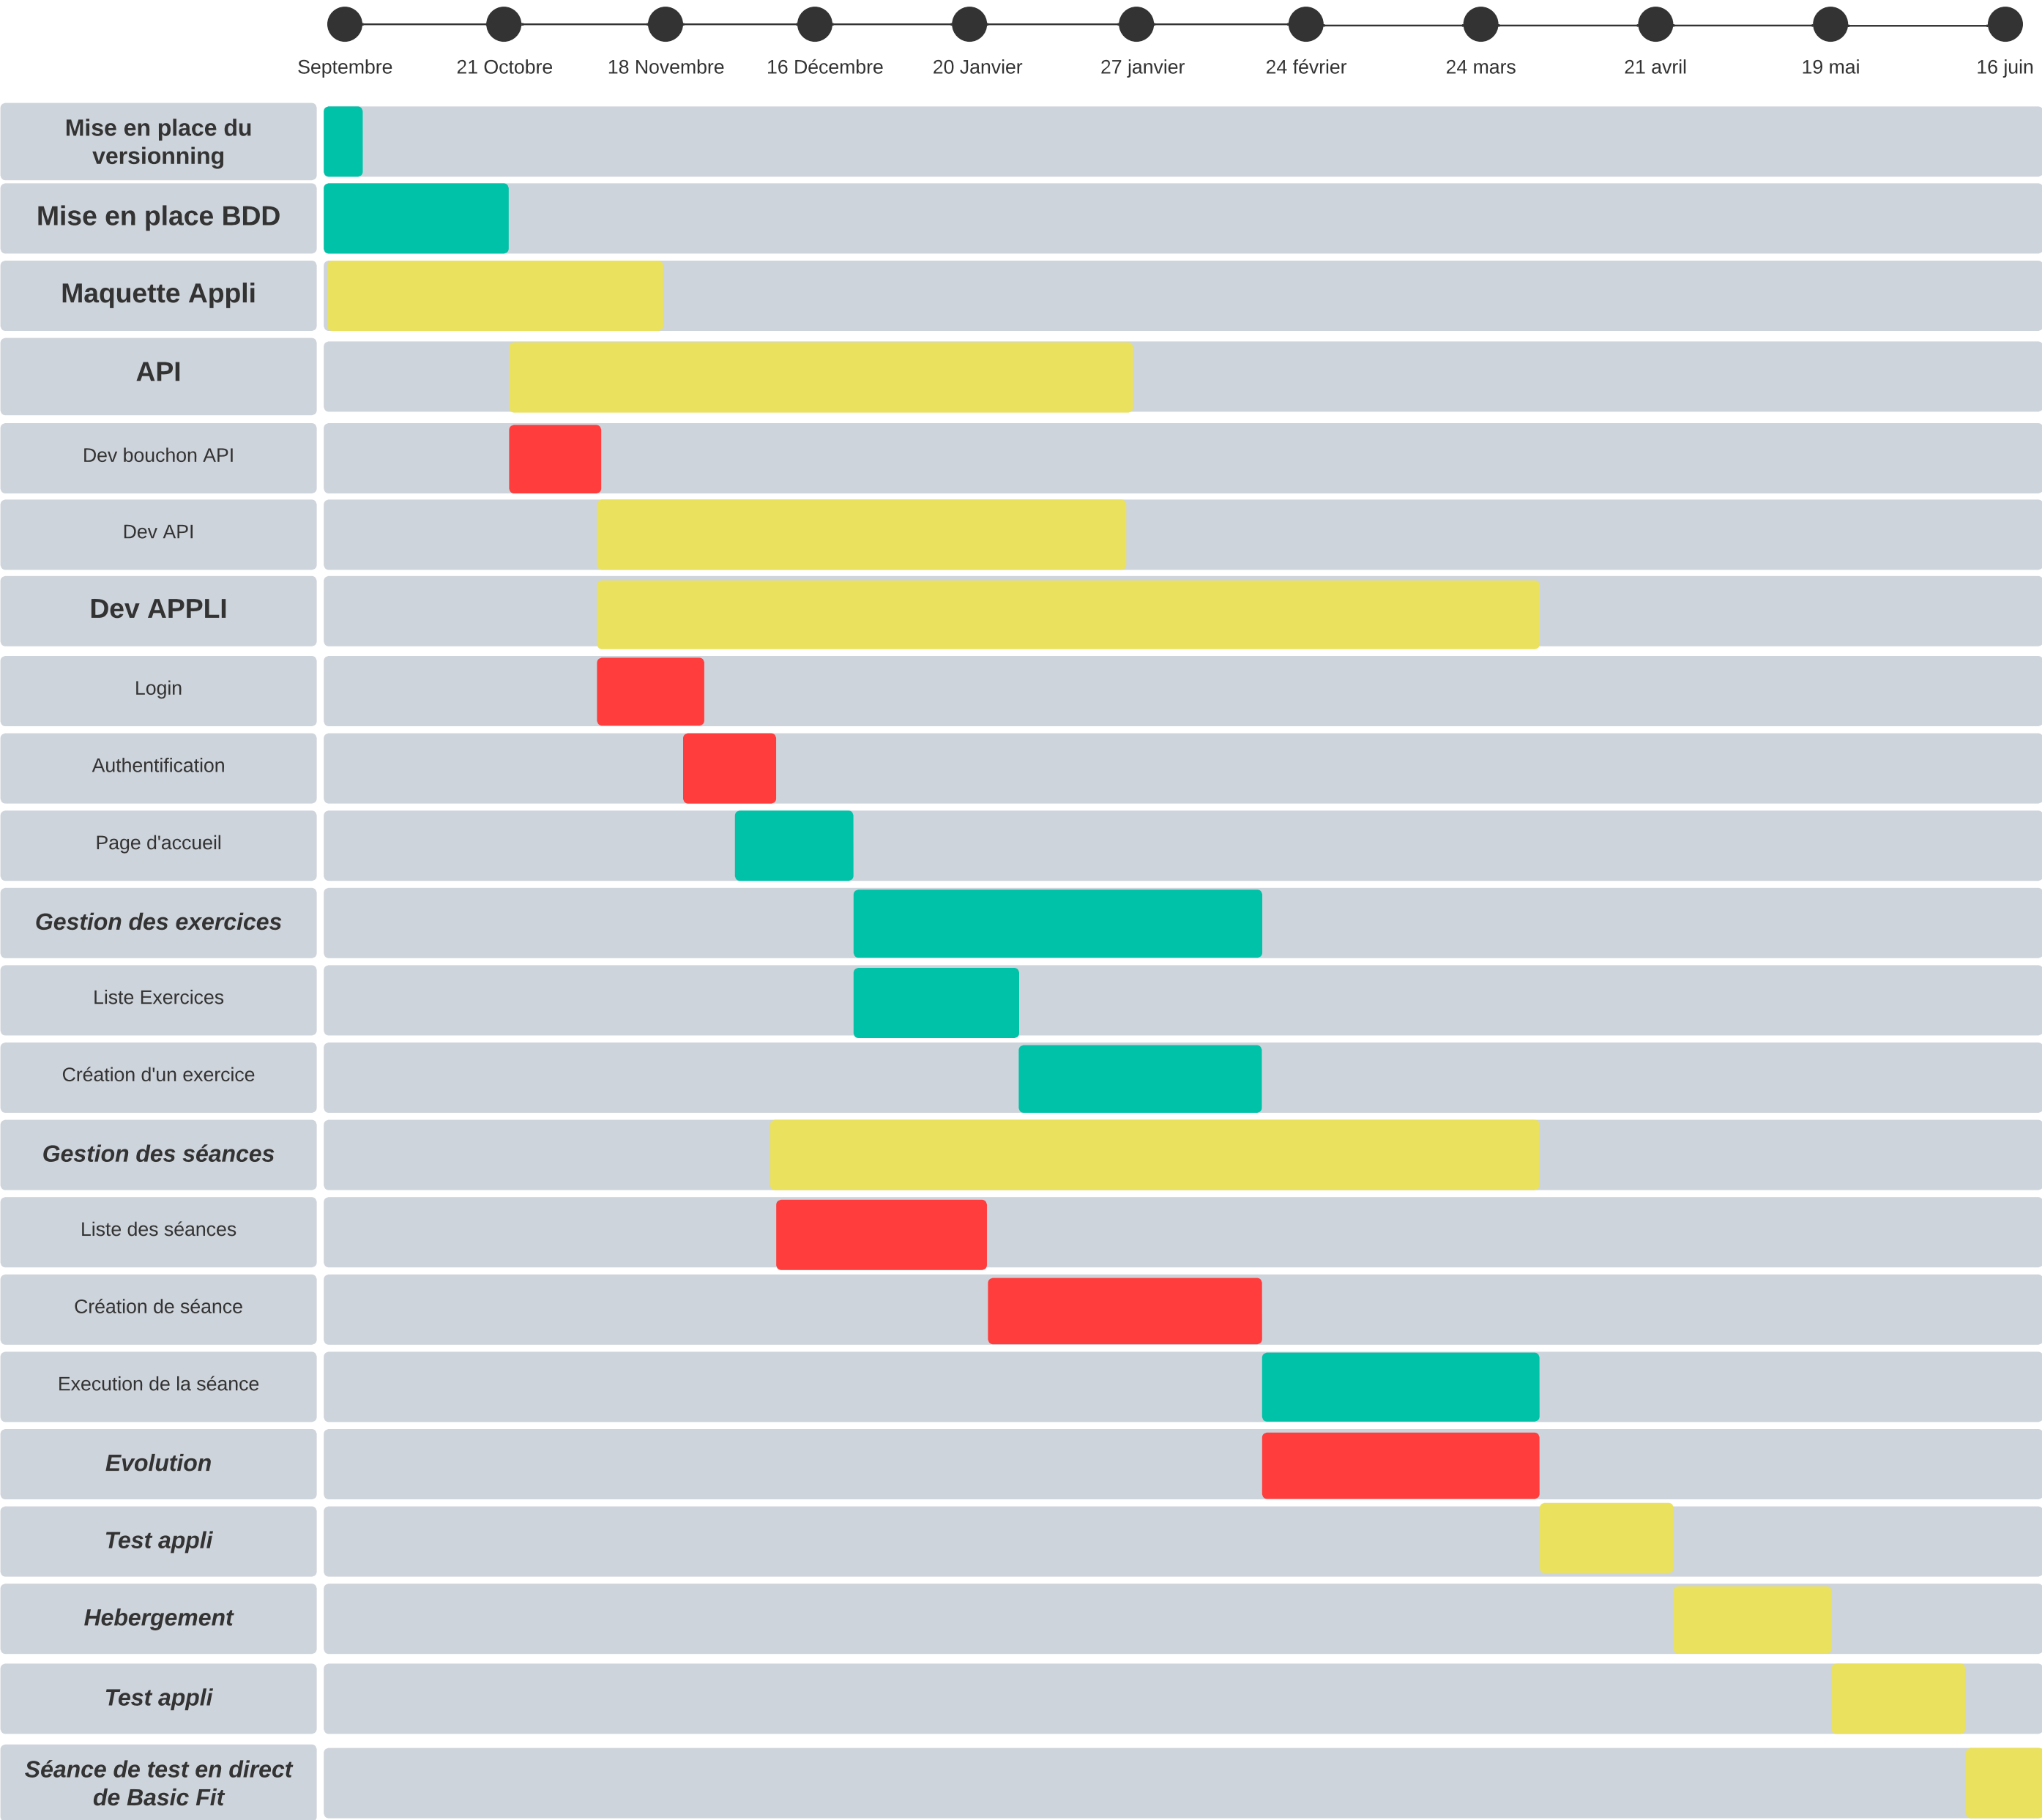 Septembre
21 Octobre
18 Novembre
16 Décembre
20 Janvier
27 janvier
24 février
24 mars
21 avril
19 mai
16 juin
Mise en place du
versionning
Mise en place BDD
Maquette Appli
API
Dev bouchon API
Dev API
Dev APPLI
Login
Authentification
Page d'accueil
Gestion des exercices
Liste Exercices
Création d'un exercice
Gestion des séances
Liste des séances
Création de séance
Execution de la séance
Evolution
Test appli
Hebergement
Test appli
Séance de test en direct
de Basic Fit